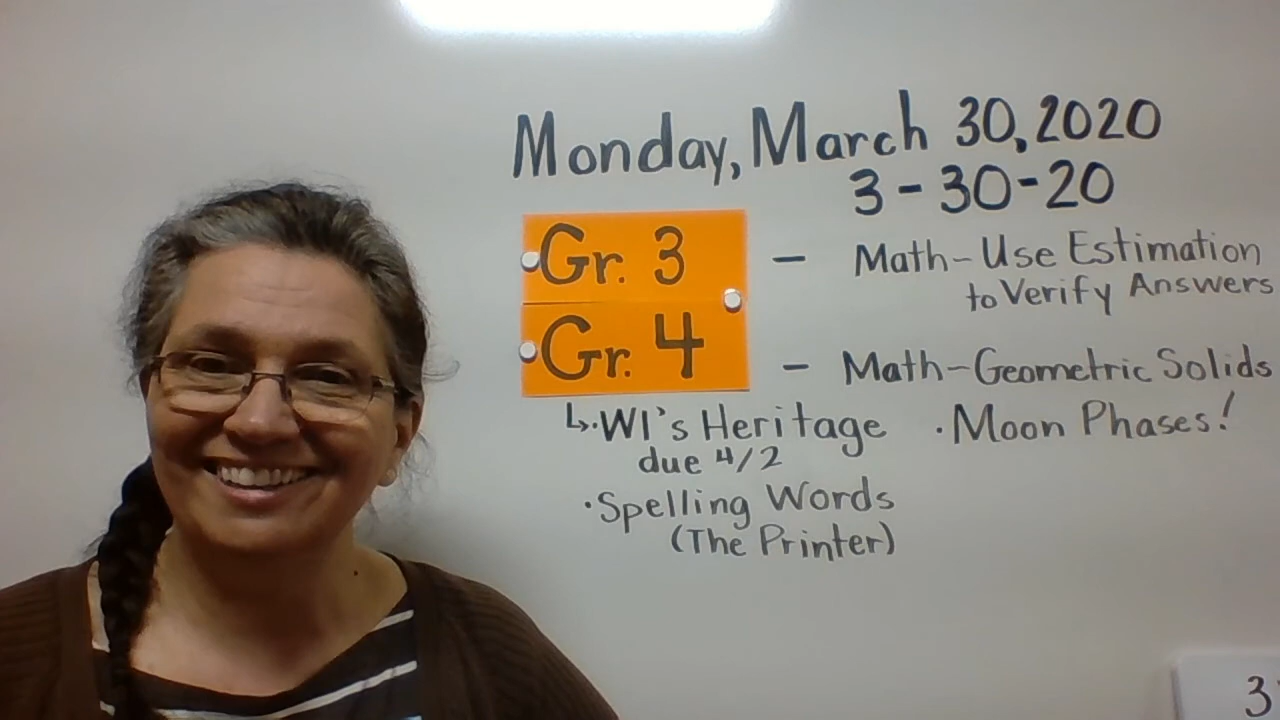 Monday, March 30, 2020
3-30-20
Gr. 3 - Math-Use Estimation
to Verify Answers
Gr. 4 - Math-Geometric Solids
↳·WI's Heritage ·Moon Phases!
due 4/2
·Spelling Words
(The Printer)
3